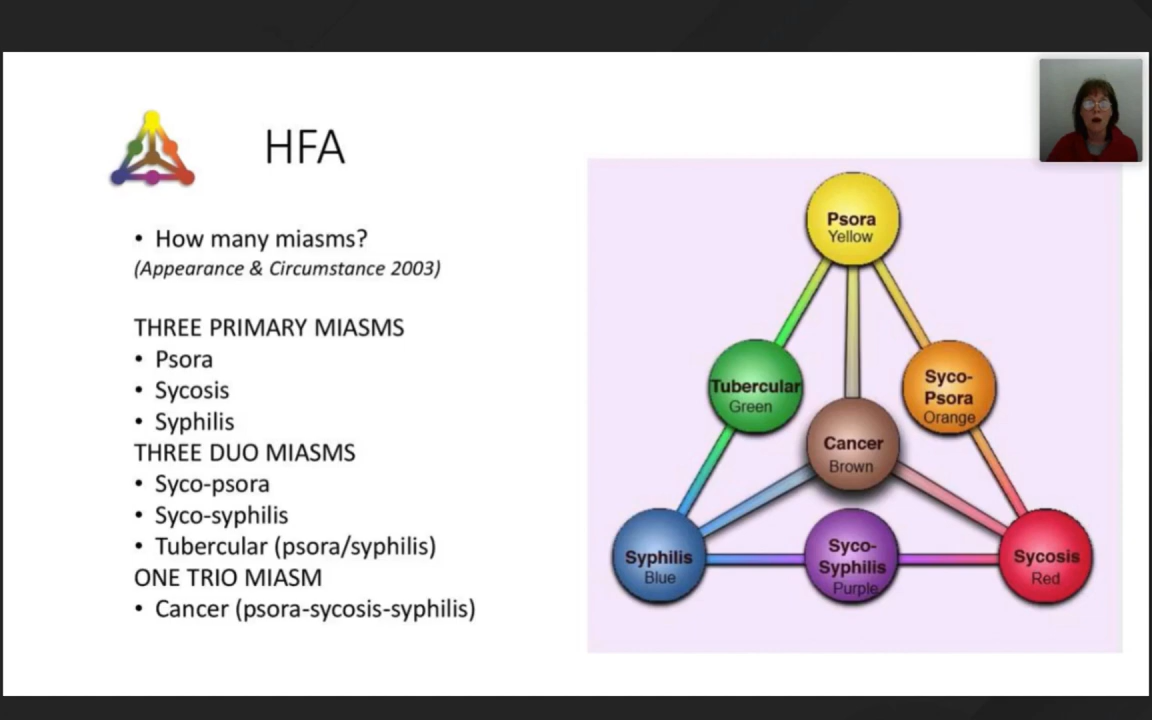 HFA
• How many miasms?
(Appearance & Circumstance 2003)
THREE PRIMARY MIASMS
• Psora
• Sycosis
• Syphilis
THREE DUO MIASMS
• Syco-psora
• Syco-syphilis
• Tubercular (psora/syphilis)
ONE TRIO MIASM
• Cancer (psora-sycosis-syphilis)
Psora
Yellow
Tubercular
Green
Syco-
Psora
Orange
Cancer
Brown
Syphilis
Blue
Syco-
Syphilis
Purple
Sycosis
Red